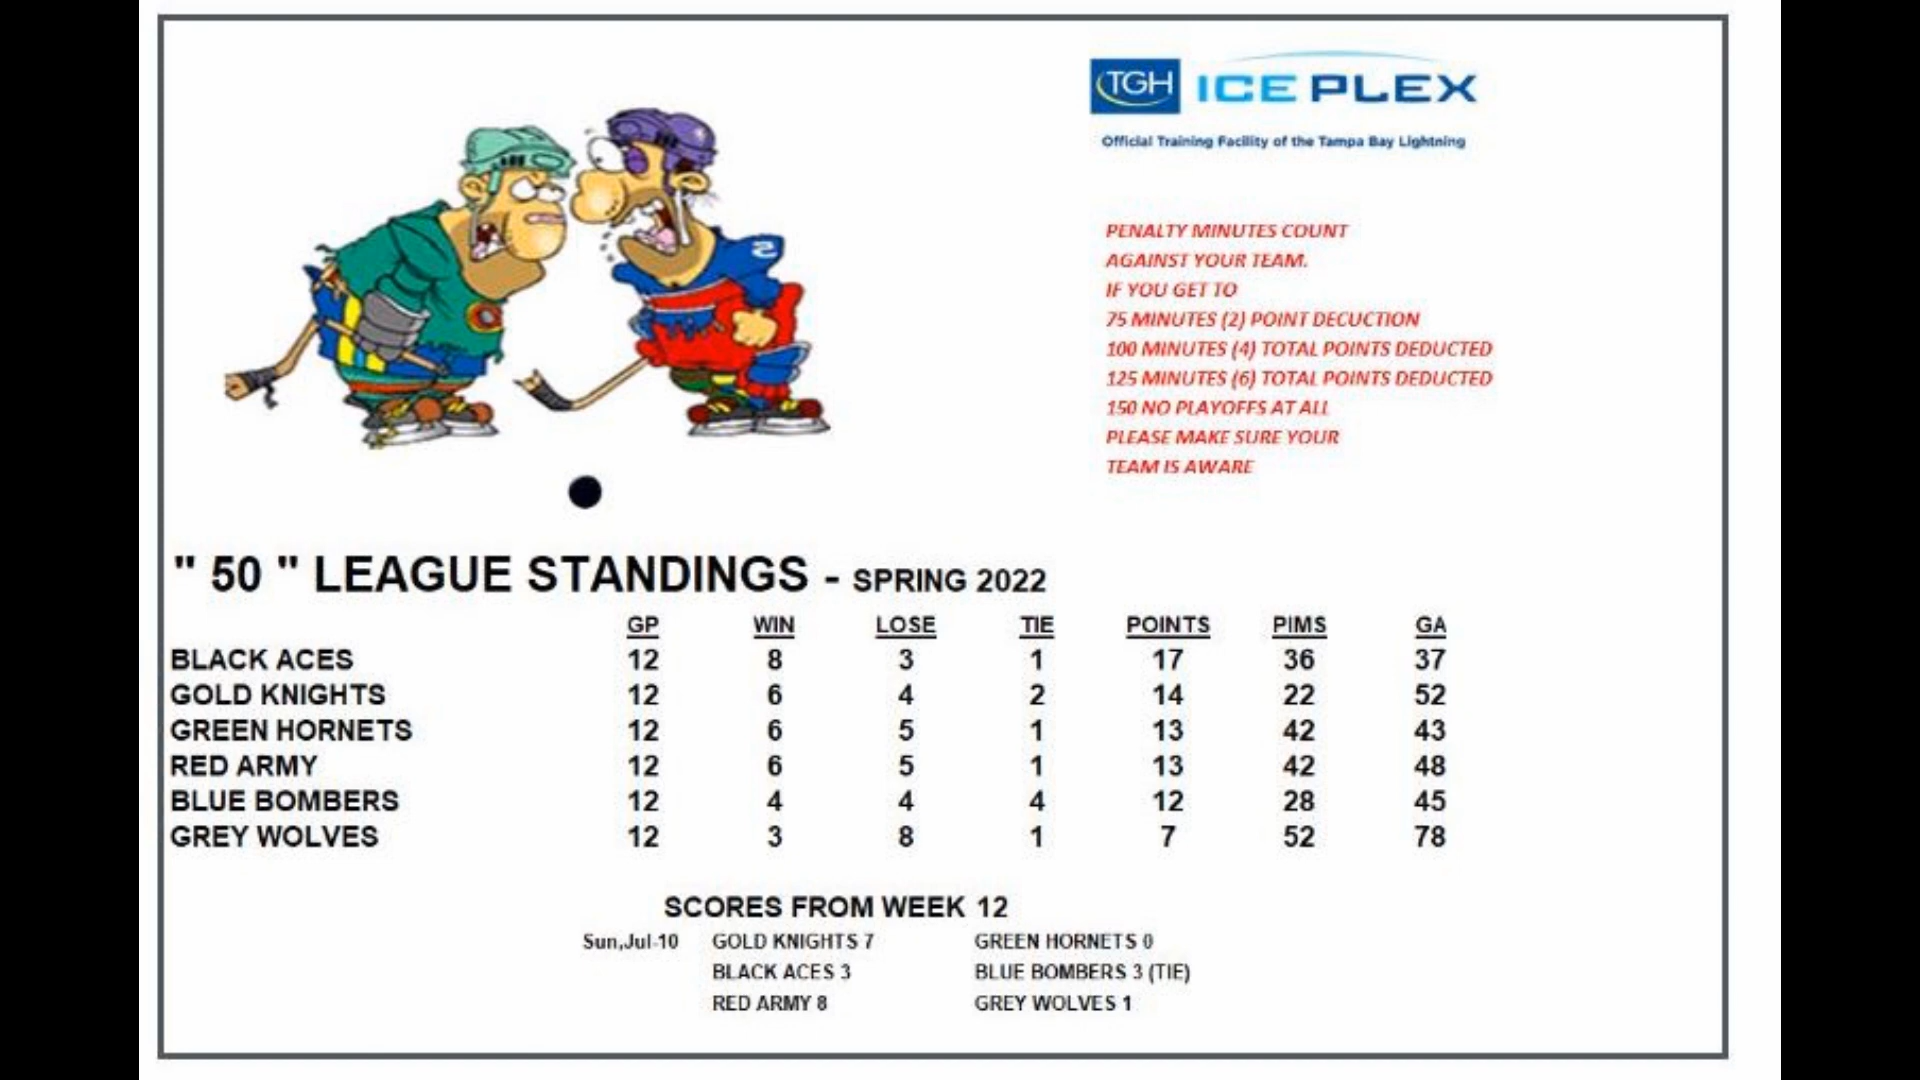 TGH ICEPLEX
Official Training Facility of the Tampa Bay Lightning
PENALTY MINUTES COUNT
AGAINST YOUR TEAM.
IF YOU GET TO
75 MINUTES (2) POINT DECUCTION
100 MINUTES (4) TOTAL POINTS DEDUCTED
125 MINUTES (6) TOTAL POINTS DEDUCTED
150 NO PLAYOFFS AT ALL
PLEASE MAKE SURE YOUR
TEAM IS AWARE
2
" 50 " LEAGUE STANDINGS - SPRING 2022
GP WIN LOSE TIE POINTS PIMS GA
BLACK ACES 12 8 3 1 17 36 37
GOLD KNIGHTS 12 6 4 2 14 22 52
GREEN HORNETS 12 6 5 1 13 42 43
RED ARMY 12 6 5 1 13 42 48
BLUE BOMBERS 12 4 4 4 12 28 45
GREY WOLVES 12 3 8 1 7 52 78
SCORES FROM WEEK 12
Sun,Jul-10 GOLD KNIGHTS 7 GREEN HORNETS 0
BLACK ACES 3 BLUE BOMBERS 3 (TIE)
RED ARMY 8 GREY WOLVES 1